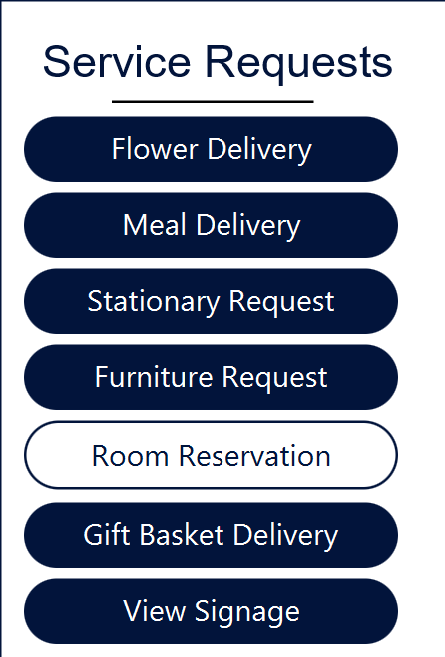 Service Requests
Flower Delivery
Meal Delivery
Stationary Request
Furniture Request
Room Reservation
Gift Basket Delivery
View Signage